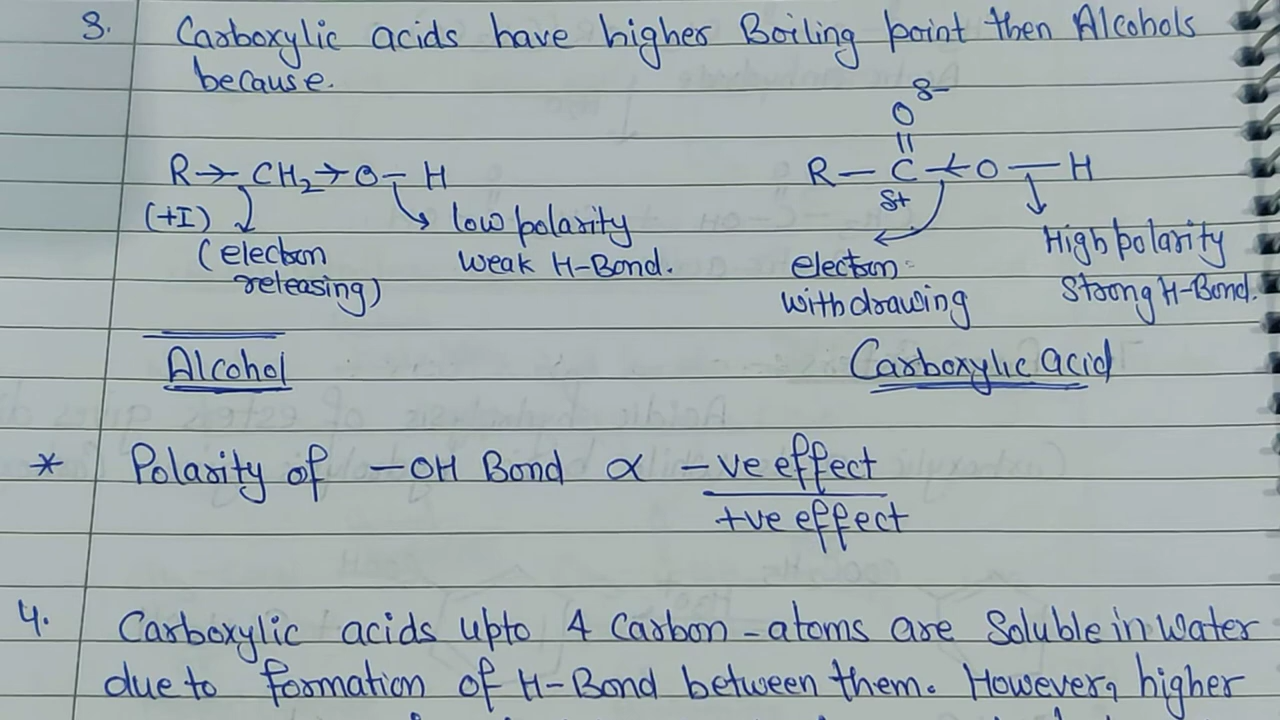 3. Carboxylic acids have higher Boiling point then Alcohols
because.
R → CH₂ → O – H
(+I)
(electron
releasing)
low polarity
weak H-Bond.
Alcohol
O δ-
||
R – C ← O – H
δ+
electron
withdrawing
High polarity
Strong H-Bond.
Carboxylic acid
* Polarity of -OH Bond α -ve effect
+ve effect
4. Carboxylic acids upto 4 Carbon-atoms are Soluble in Water
due to formation of H-Bond between them. However, higher